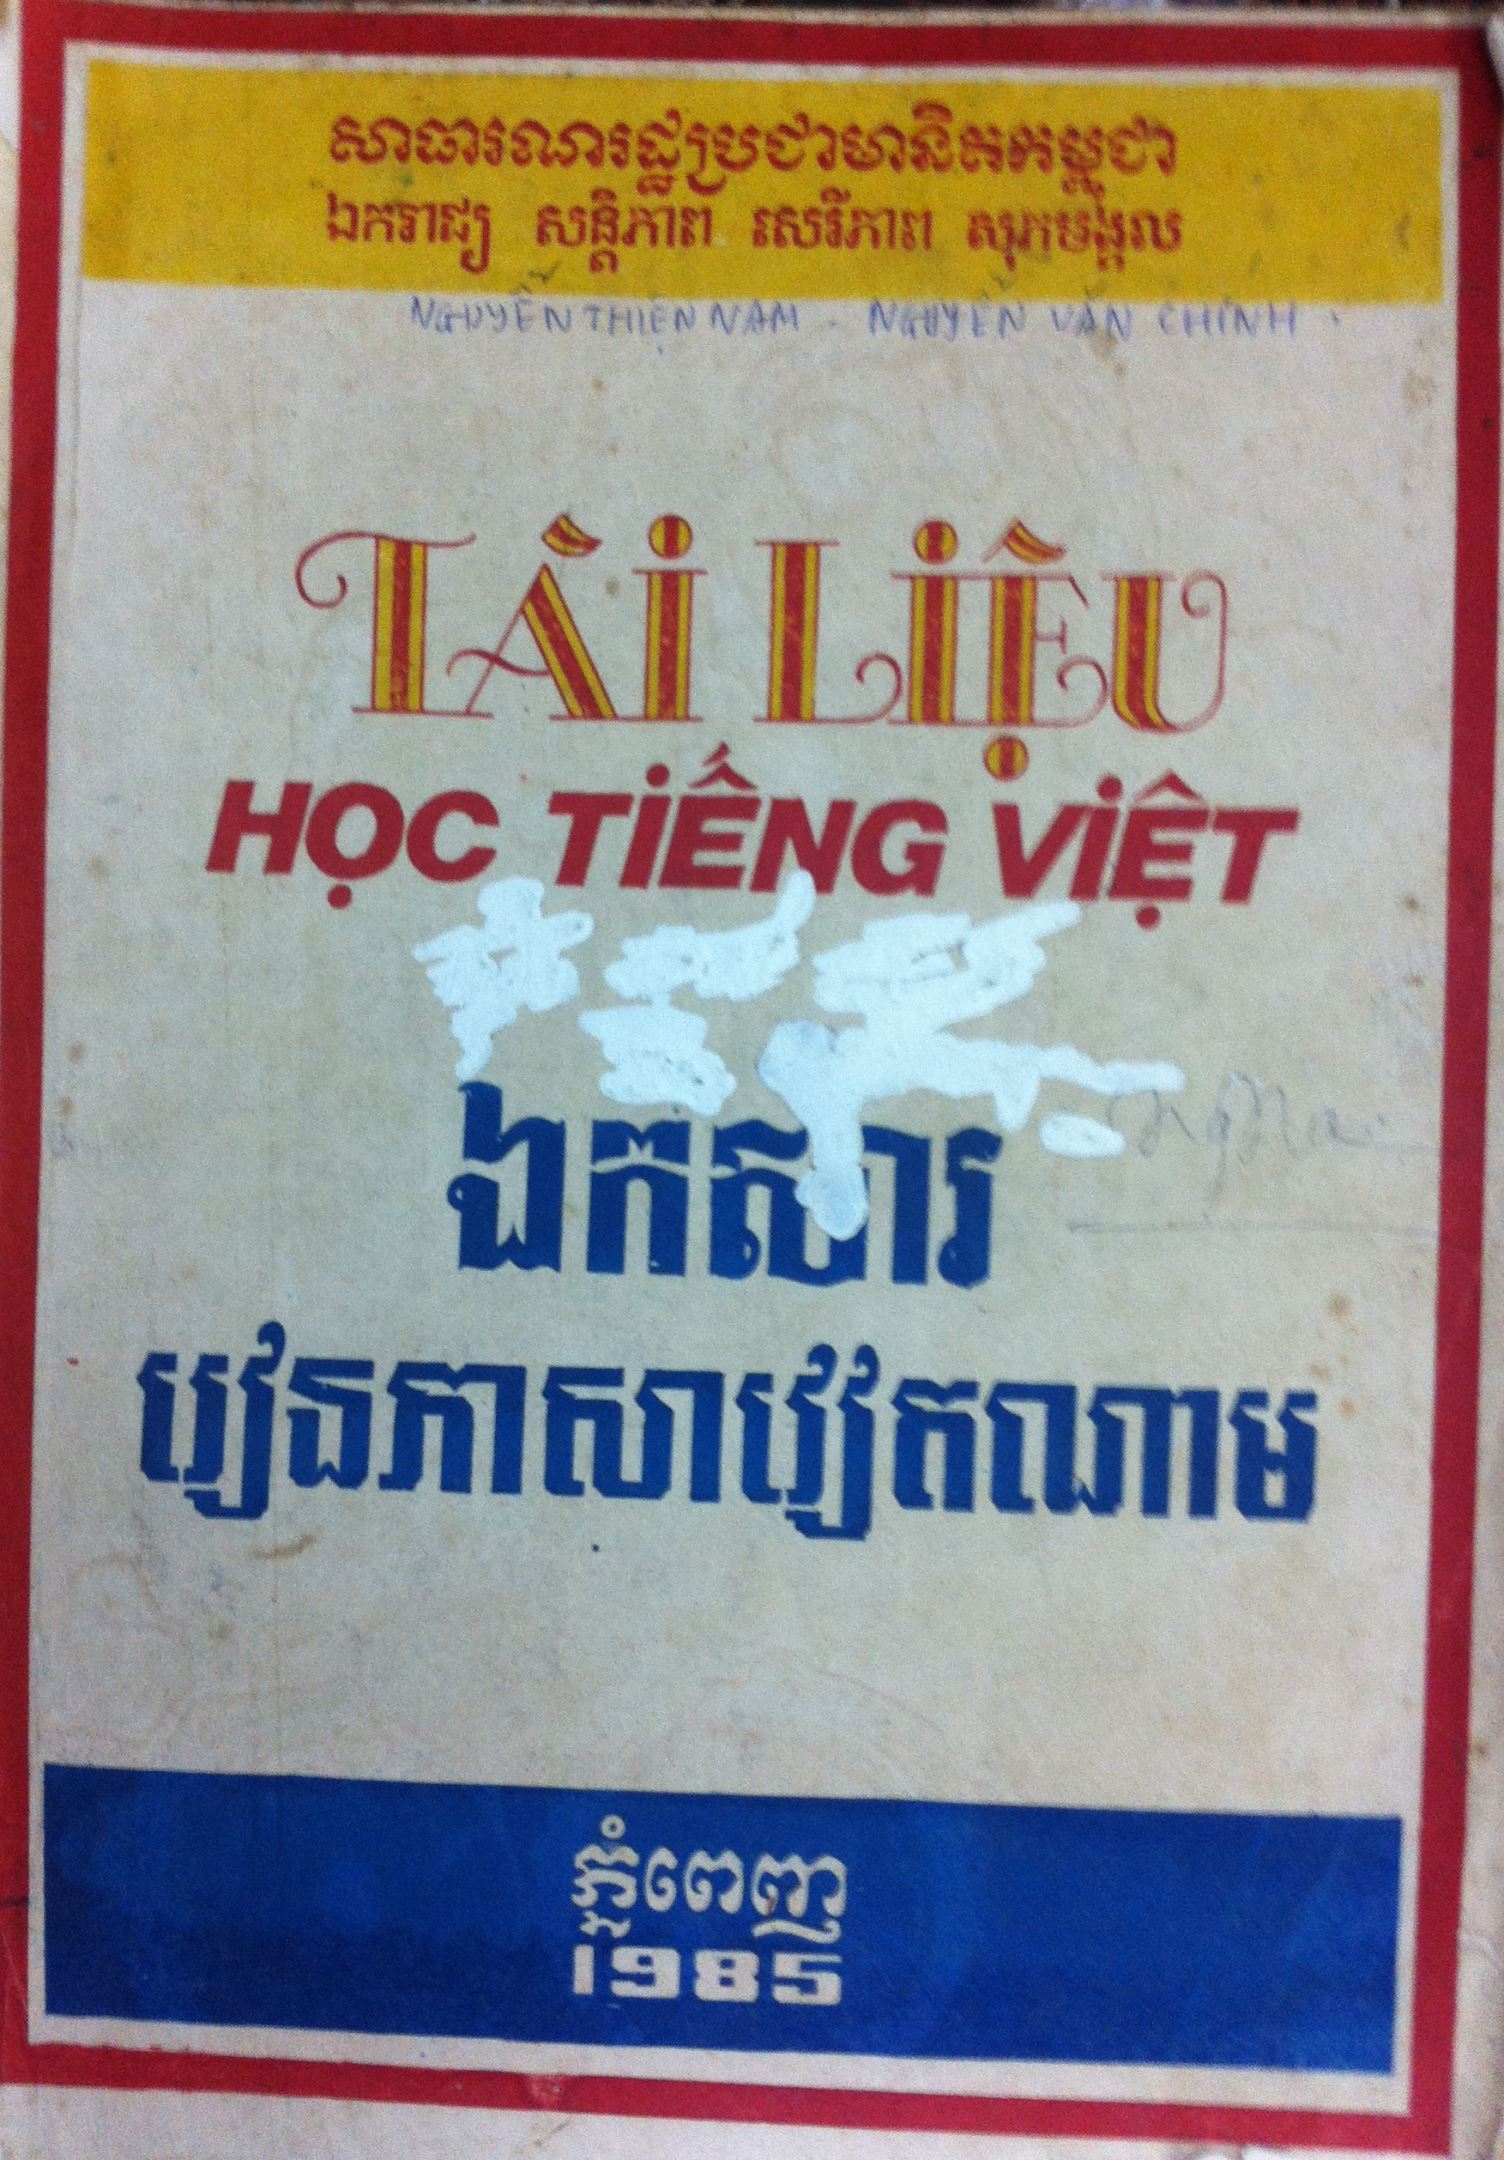 សាធារណរដ្ឋប្រជាមានិតកម្ពុជា
ឯករាជ្យ សន្តិភាព សេរីភាព សុភមង្គល
NGUYỄN THIỆN NAM - NGUYỄN VĂN CHÍNH.
TÀI LIỆU
HỌC TIẾNG VIỆT
ឯកសារ
រៀនភាសាវៀតណាម
ភ្នំពេញ
1985